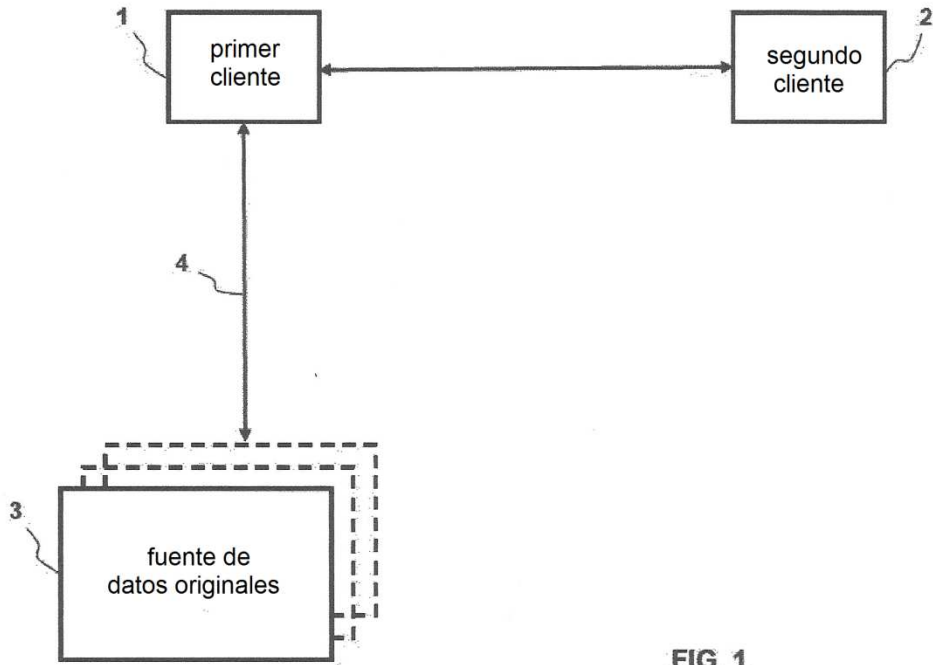 1
primer
cliente
segundo
cliente
2
4
3
fuente de
datos originales
FIG. 1